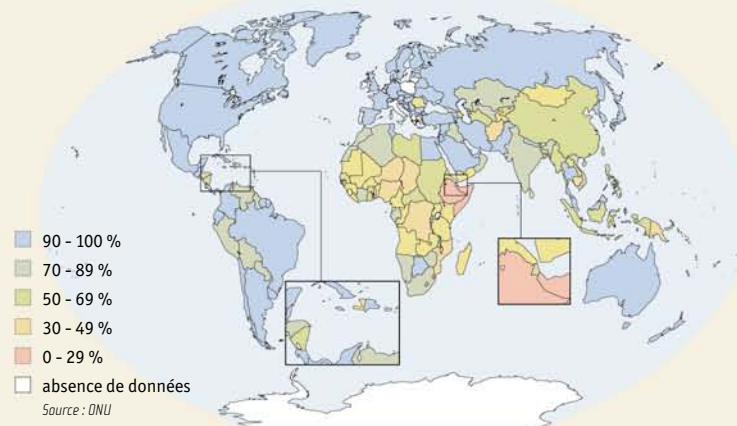 90 - 100 %
70 - 89 %
50 - 69 %
30 - 49 %
0 - 29 %
absence de données
Source : ONU